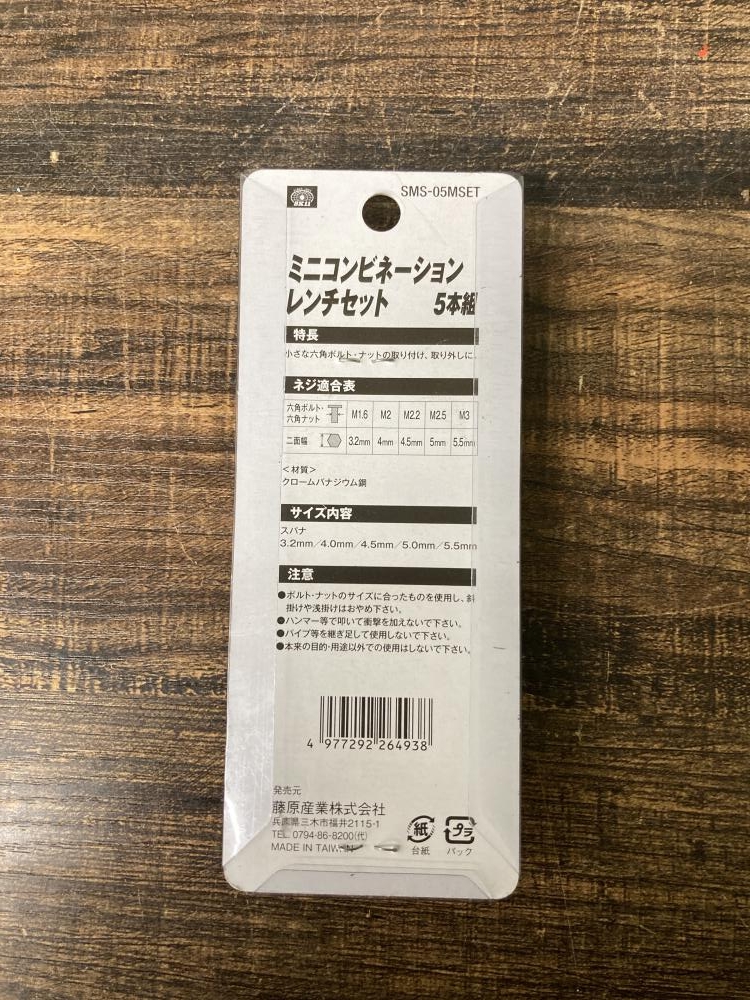 SK11
SMS-05MSET
ミニコンビネーション
レンチセット 5本組
特長
小さな六角ボルト・ナットの取り付け、取り外しに。
ネジ適合表
六角ボルト・
六角ナット M1.6 M2 M2.2 M2.5 M3
二面幅 3.2mm 4mm 4.5mm 5mm 5.5mm
<材質>
クロームバナジウム鋼
サイズ内容
スパナ
3.2mm/4.0mm/4.5mm/5.0mm/5.5mm
注意
●ボルト・ナットのサイズに合ったものを使用し、斜
掛けや浅掛けはおやめ下さい。
●ハンマー等で叩いて衝撃を加えないで下さい。
●パイプ等を継ぎ足して使用しないで下さい。
●本来の目的・用途以外での使用はしないで下さい。
4 977292 264938
発売元
藤原産業株式会社
兵庫県三木市福井2115-1
TEL 0794-86-8200(代)
MADE IN TAIWAN
紙 プラ
台紙 パック